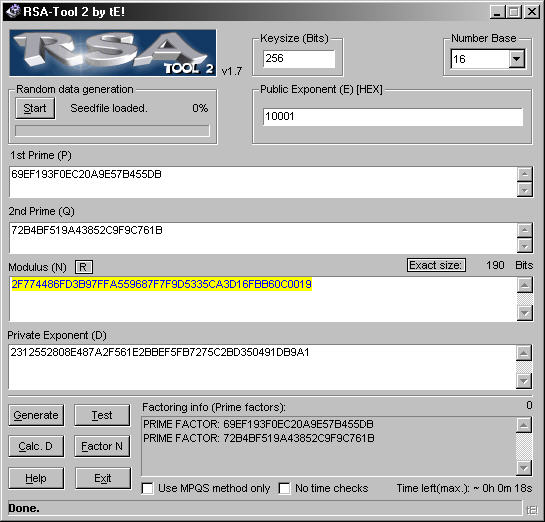 RSA-Tool 2 by tE!
RSA
TOOL 2
v1.7
Keysize (Bits)
256
Number Base
16
Random data generation
Start
Seedfile loaded.
0%
Public Exponent (E) [HEX]
10001
1st Prime (P)
69EF193F0EC20A9E57B455DB
2nd Prime (Q)
72B4BF519A43852C9F9C761B
Modulus (N) R
Exact size: 190 Bits
2F774486FD3B97FFA559687F7F9D5335CA3D16FBB60C0019
Private Exponent (D)
2312552808E487A2F561E2BBEF5FB7275C2BD350491DB9A1
Generate Test
Calc. D Factor N
Help Exit
Factoring info (Prime factors): 0
PRIME FACTOR: 69EF193F0EC20A9E57B455DB
PRIME FACTOR: 72B4BF519A43852C9F9C761B
Use MPQS method only No time checks Time left(max.): ~ 0h 0m 18s
Done.
tE!